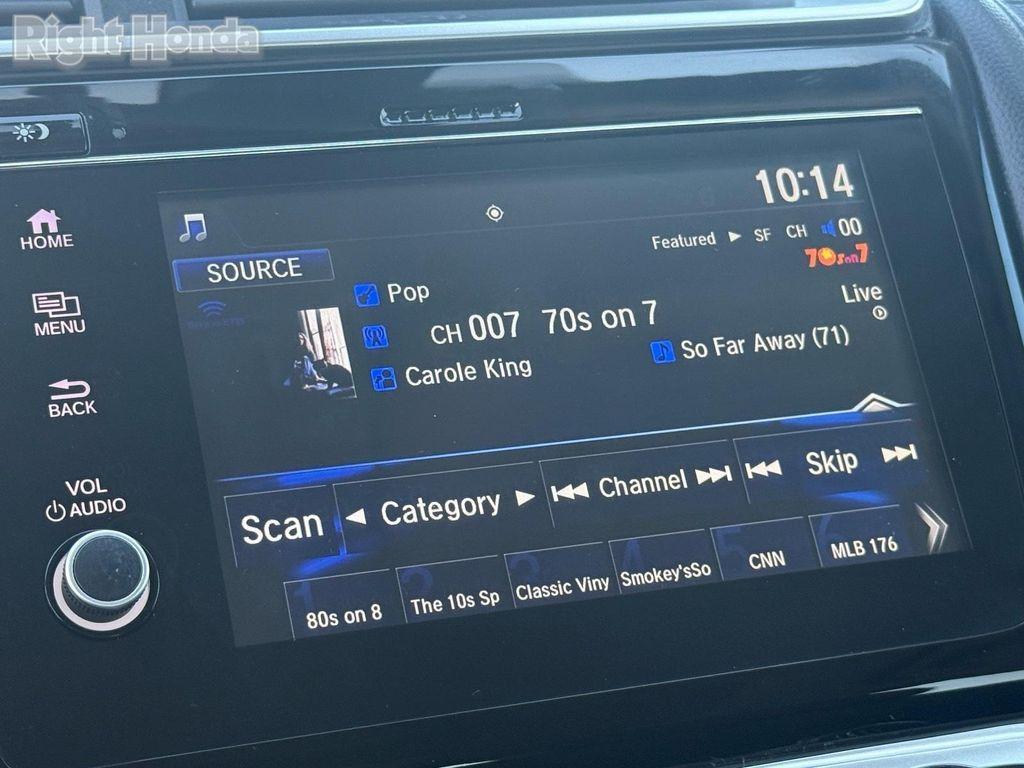 Right Honda
10:14
HOME
Featured SF CH 00
SOURCE
70s on 7
Pop
Live
MENU
CH 007 70s on 7
So Far Away (71)
Carole King
BACK
VOL
AUDIO
Scan Category Channel Skip
80s on 8 The 10s Sp Classic Viny Smokey'sSo CNN MLB 176